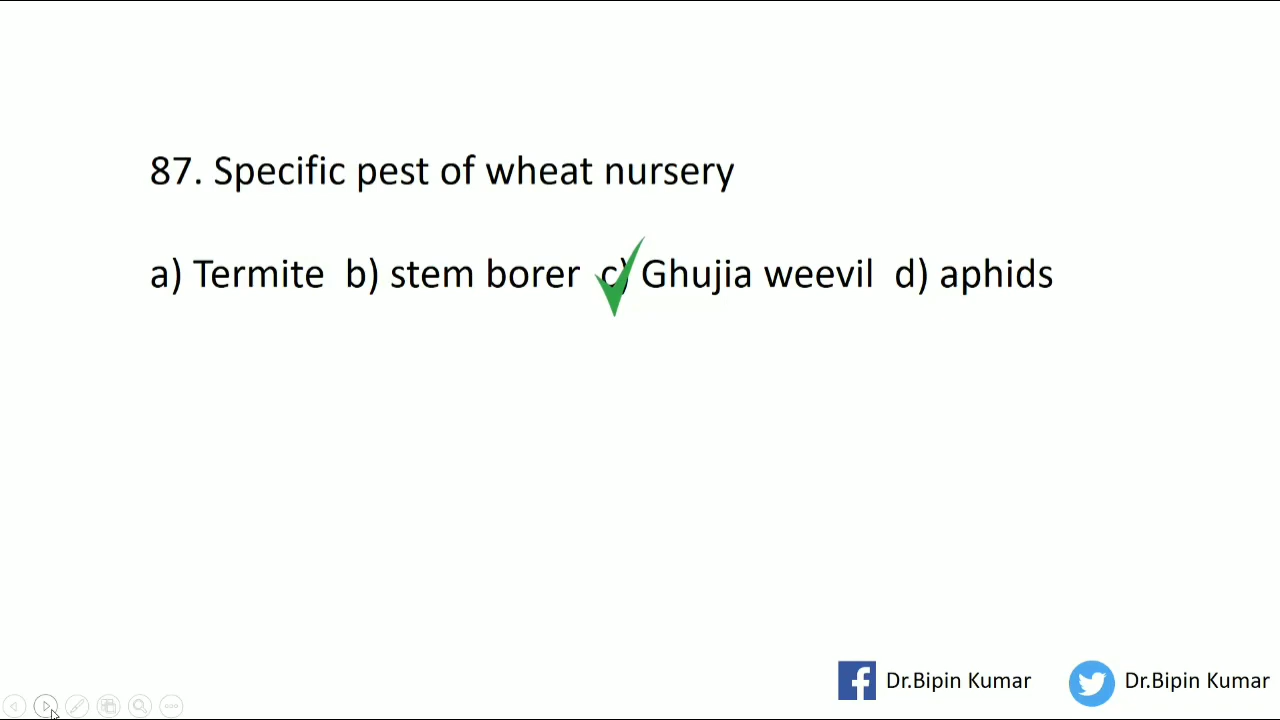 87. Specific pest of wheat nursery
a) Termite b) stem borer c) Ghujia weevil d) aphids
Dr.Bipin Kumar Dr.Bipin Kumar